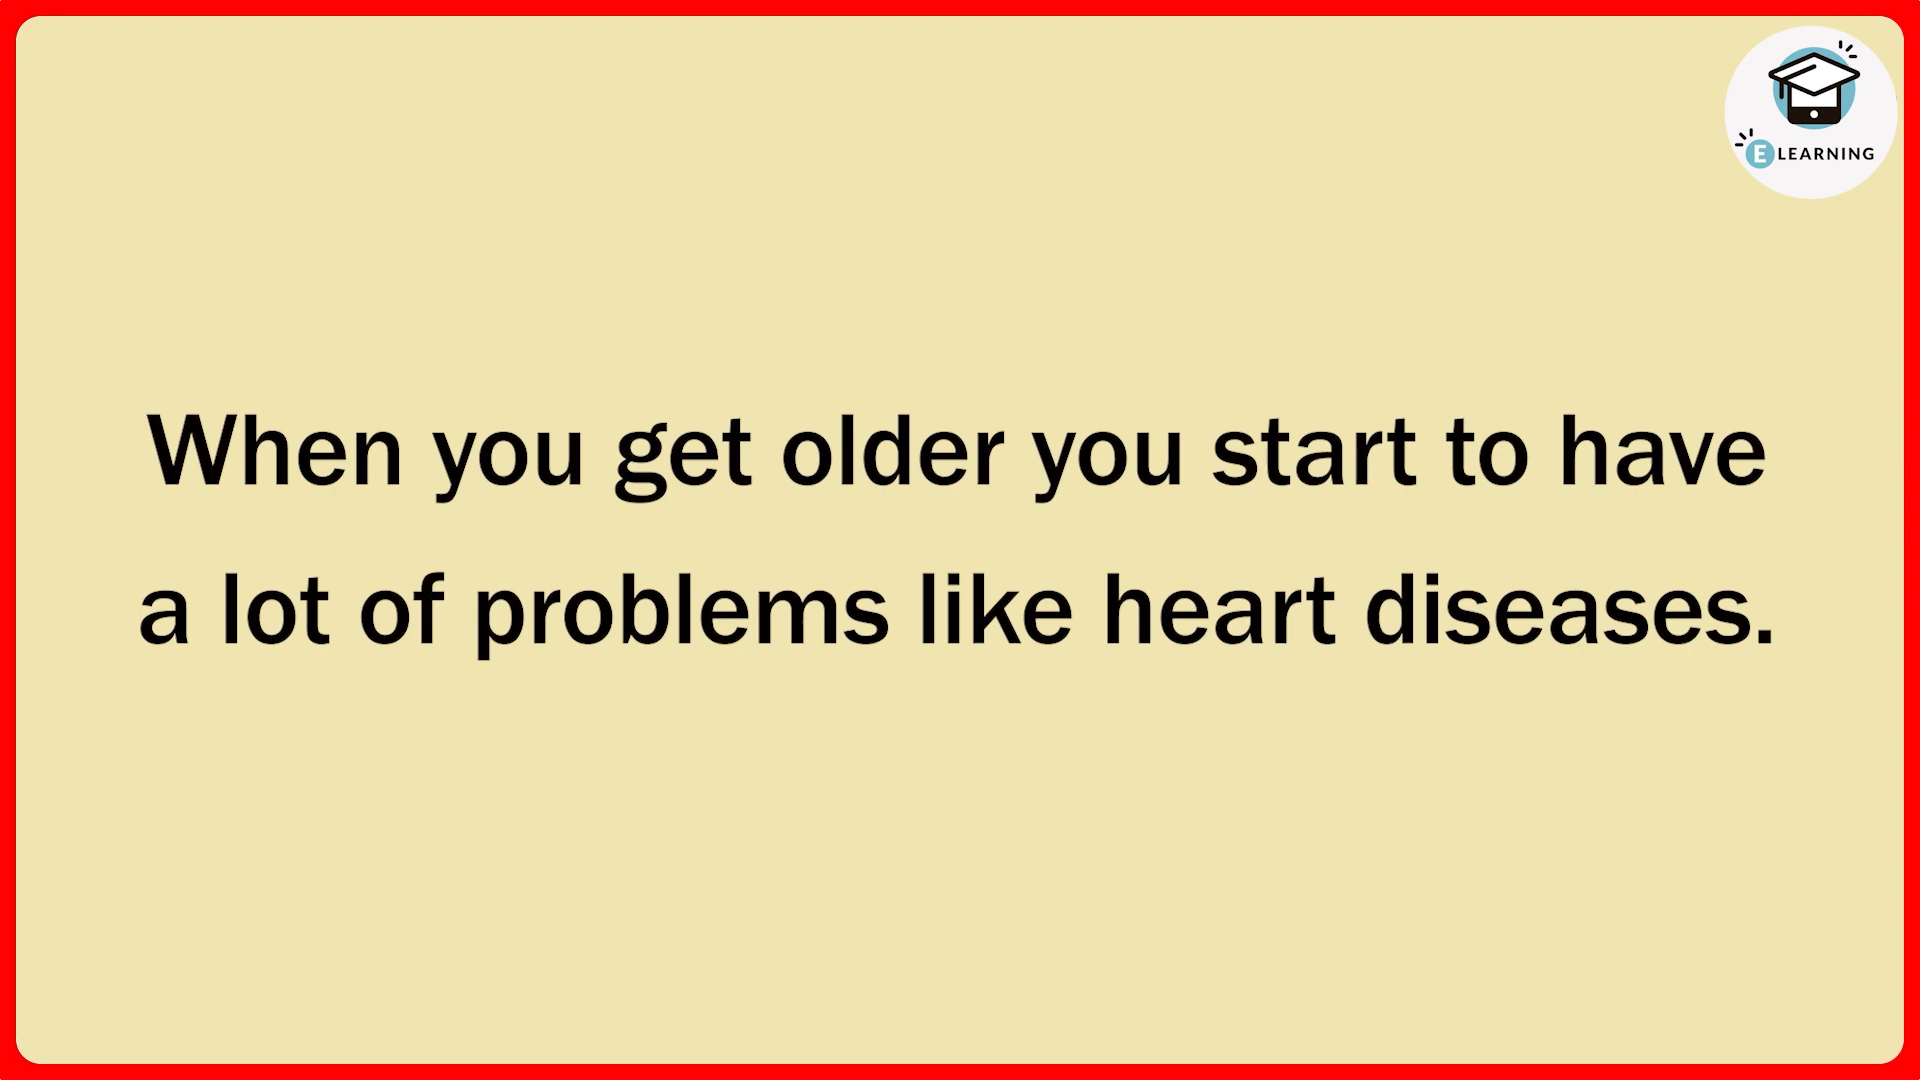 E LEARNING
When you get older you start to have
a lot of problems like heart diseases.